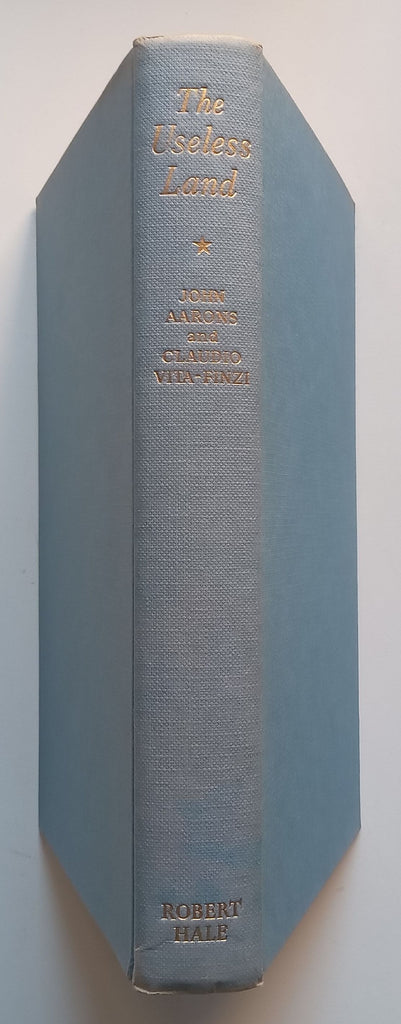 The
Useless
Land
JOHN
AARONS
and
CLAUDIO
VITA-FINZI
ROBERT
HALE